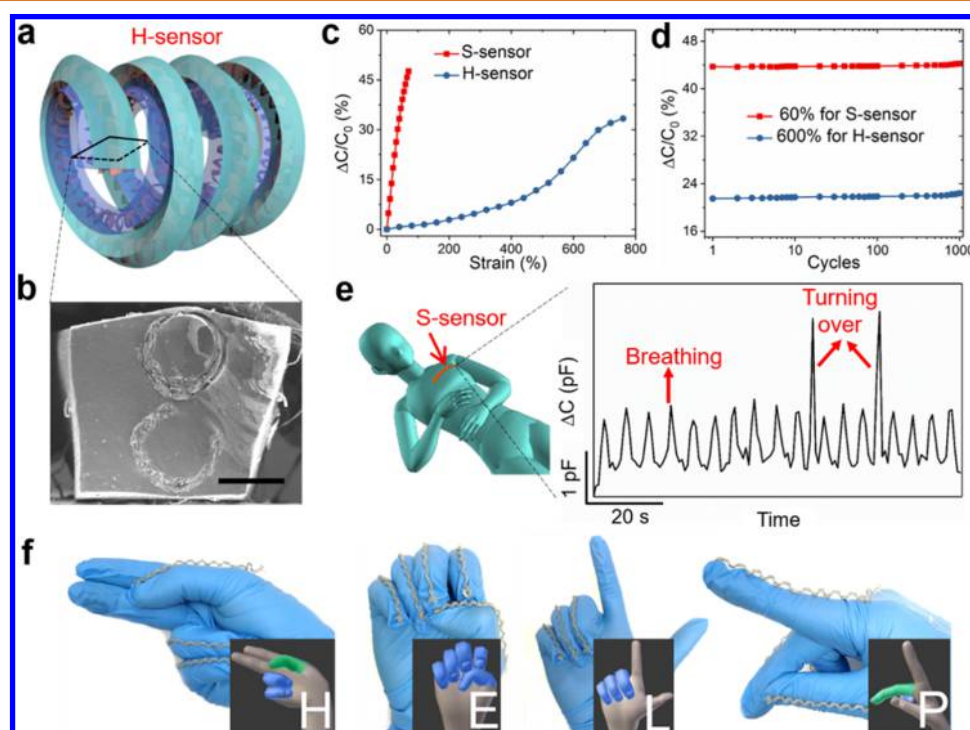 a
H-sensor
b
c
ΔC/C₀ (%)
60
45
30
15
0
S-sensor
H-sensor
0
200
400
600
800
Strain (%)
d
ΔC/C₀ (%)
48
40
32
24
16
60% for S-sensor
600% for H-sensor
1
10
100
1000
Cycles
e
S-sensor
ΔC (pF)
1 pF
20 s
Time
Breathing
Turning
over
f
H
E
L
P